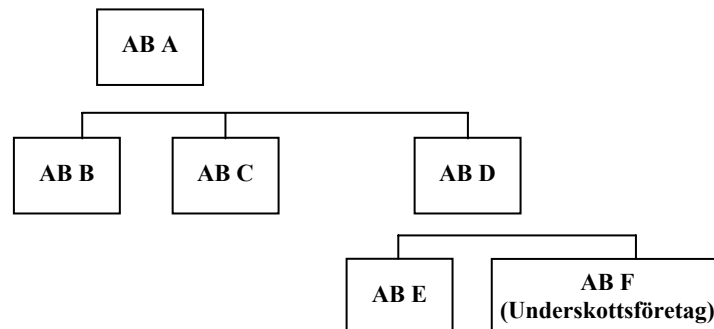 AB A
AB B
AB C
AB D
AB E
AB F
(Underskottsföretag)